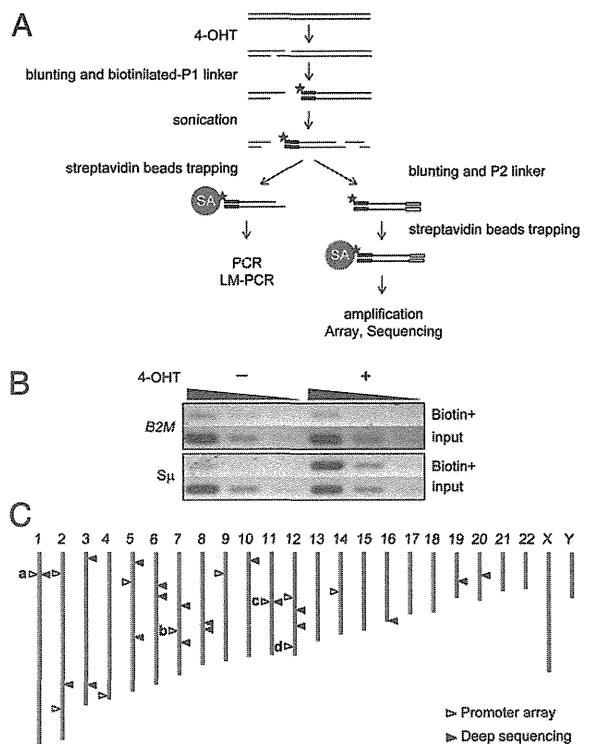 A
4-OHT
blunting and biotinilated-P1 linker
sonication
streptavidin beads trapping
blunting and P2 linker
SA
streptavidin beads trapping
SA
PCR
LM-PCR
amplification
Array, Sequencing
B
4-OHT − +
B2M
Biotin+
input
Sμ
Biotin+
input
C
1 2 3 4 5 6 7 8 9 10 11 12 13 14 15 16 17 18 19 20 21 22 X Y
a
b
c
d
Promoter array
Deep sequencing